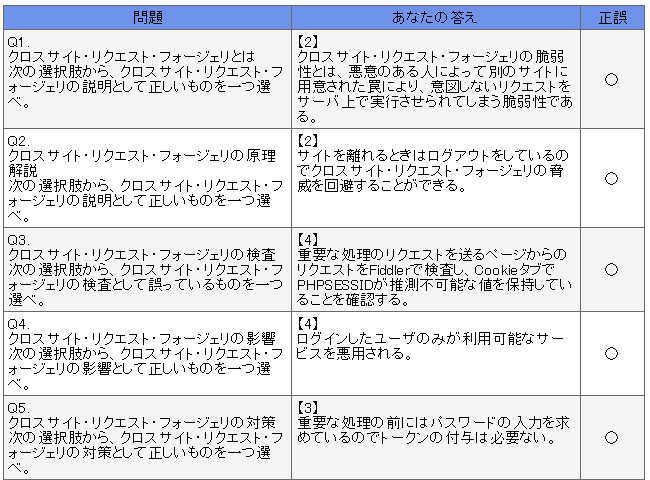 問題
あなたの答え
正誤
Q1.
クロスサイト・リクエスト・フォージェリとは
次の選択肢から、クロスサイト・リクエスト・フォ
ージェリの説明として正しいものを一つ選
べ。
【2】
クロスサイト・リクエスト・フォージェリの脆弱
性とは、悪意のある人によって別のサイトに
用意された罠により、意図しないリクエストを
サーバ上で実行させられてしまう脆弱性であ
る。
○
Q2.
クロスサイト・リクエスト・フォージェリの原理
解説
次の選択肢から、クロスサイト・リクエスト・フォ
ージェリの説明として正しいものを一つ選
べ。
【2】
サイトを離れるときはログアウトをしているの
でクロスサイト・リクエスト・フォージェリの脅
威を回避することができる。
○
Q3.
クロスサイト・リクエスト・フォージェリの検査
次の選択肢から、クロスサイト・リクエスト・フォ
ージェリの検査として誤っているものを一つ
選べ。
【4】
重要な処理のリクエストを送るページからの
リクエストをFiddlerで検査し、Cookieタブで
PHPSESSIDが推測不可能な値を保持してい
ることを確認する。
○
Q4.
クロスサイト・リクエスト・フォージェリの影響
次の選択肢から、クロスサイト・リクエスト・フォ
ージェリの影響として正しいものを一つ選
べ。
【4】
ログインしたユーザのみが利用可能なサー
ビスを悪用される。
○
Q5.
クロスサイト・リクエスト・フォージェリの対策
次の選択肢から、クロスサイト・リクエスト・フォ
ージェリの対策として正しいものを一つ選
べ。
【3】
重要な処理の前にはパスワードの入力を求
めているのでトークンの付与は必要ない。
○